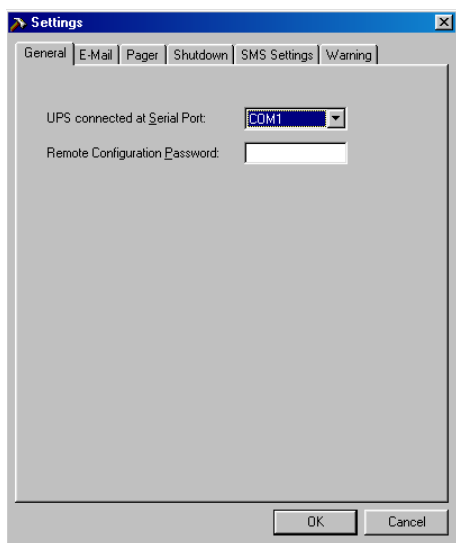 Settings
General E-Mail Pager Shutdown SMS Settings Warning
UPS connected at Serial Port: COM1
Remote Configuration Password:
OK Cancel